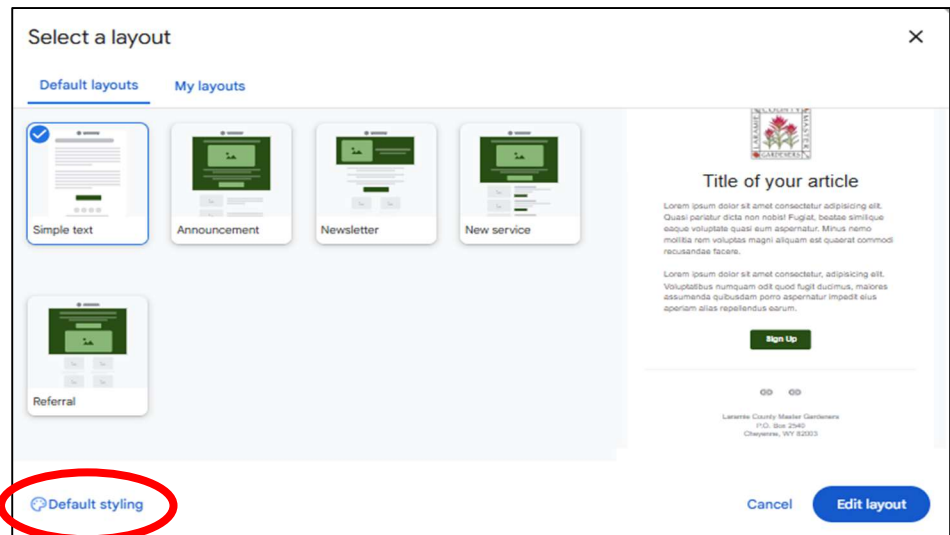 Select a layout
Default layouts
My layouts
Simple text
Announcement
Newsletter
New service
Referral
LARAMIE
COUNTY
MASTER
GARDENERS
Title of your article
Lorem ipsum dolor sit amet consectetur adipisicing elit.
Quasi pariatur dicta non nobis! Fugiat, beatae similique
eaque voluptate quasi eum aspernatur. Minus nemo
mollitia rem voluptas magni aliquam est quaerat commodi
recusandae facere.
Lorem ipsum dolor sit amet consectetur, adipisicing elit.
Voluptatibus numquam odit quod fugit ducimus, maiores
assumenda quibusdam porro aspernatur impedit eius
aperiam alias repellendus earum.
Sign Up
Laramie County Master Gardeners
P.O. Box 2540
Cheyenne, WY 82003
Default styling
Cancel
Edit layout